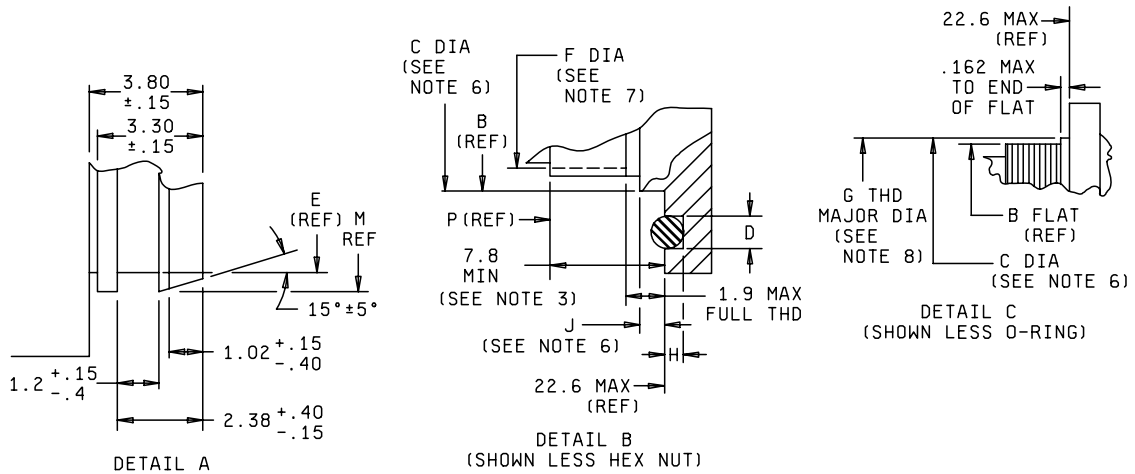 3.80
±.15
3.30
±.15
E
(REF)
M
REF
15°±5°
1.02 +.15
-.40
1.2 +.15
-.4
2.38 +.40
-.15
DETAIL A
C DIA
(SEE
NOTE 6)
F DIA
(SEE
NOTE 7)
B
(REF)
P(REF)
D
7.8
MIN
(SEE NOTE 3)
1.9 MAX
FULL THD
J
(SEE NOTE 6)
H
22.6 MAX
(REF)
DETAIL B
(SHOWN LESS HEX NUT)
22.6 MAX
(REF)
.162 MAX
TO END
OF FLAT
G THD
MAJOR DIA
(SEE
NOTE 8)
B FLAT
(REF)
C DIA
(SEE NOTE 6)
DETAIL C
(SHOWN LESS O-RING)